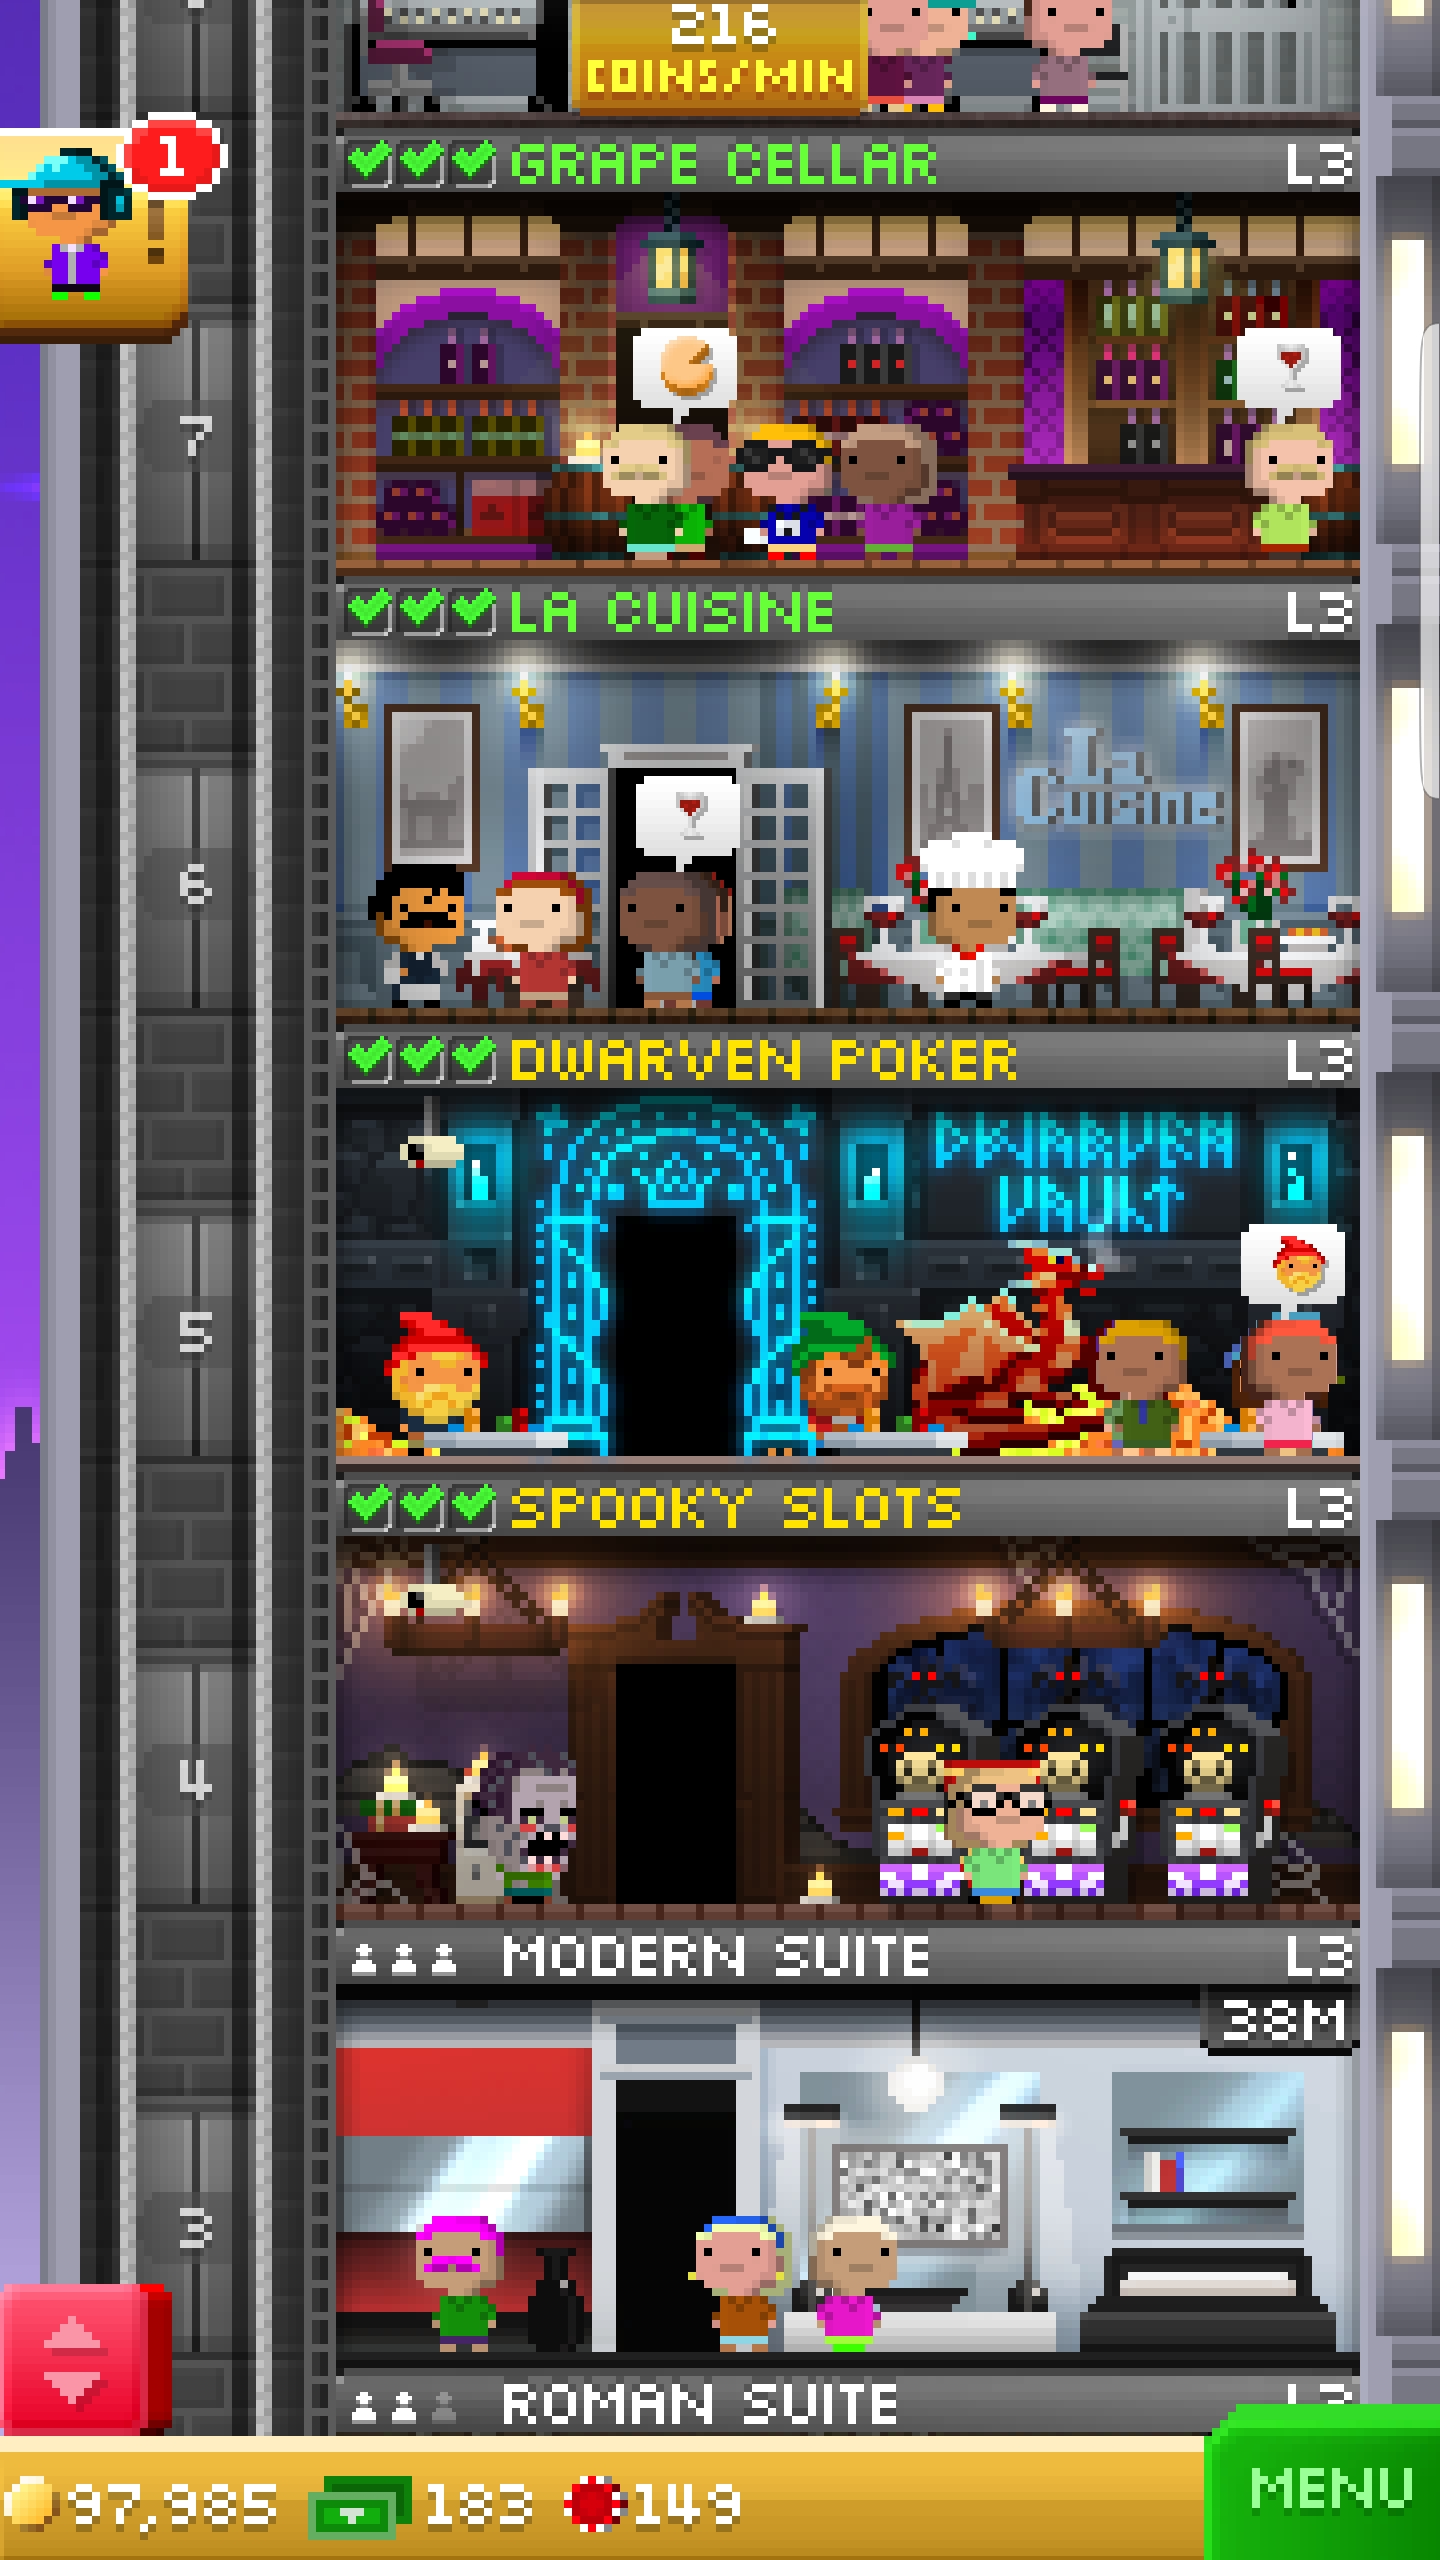 216
COINS/MIN
1
GRAPE CELLAR L3
7
LA CUISINE L3
La
Cuisine
6
DWARVEN POKER L3
DWARVEN
VAULT
5
SPOOKY SLOTS L3
4
MODERN SUITE L3
38M
3
ROMAN SUITE L3
97,985 183 149
MENU